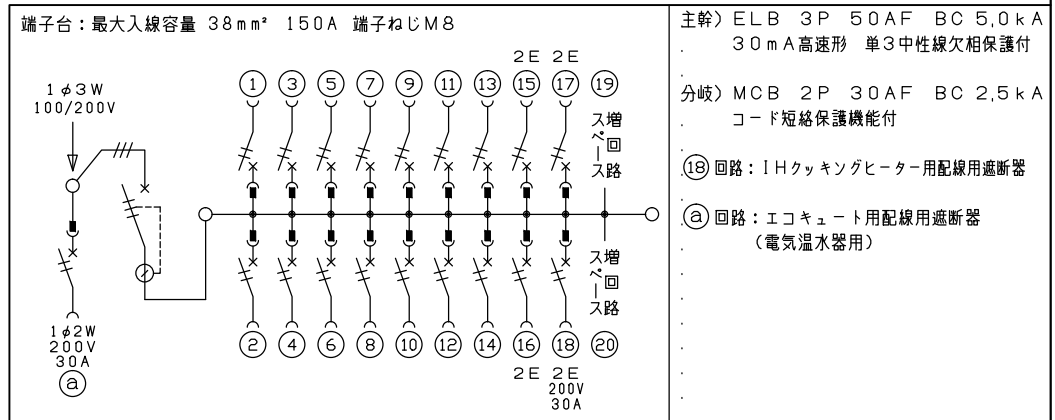 端子台：最大入線容量 38mm² 150A 端子ねじM8
2E 2E
① ③ ⑤ ⑦ ⑨ ⑪ ⑬ ⑮ ⑰ ⑲
1φ3W
100/200V
増回路
スペース
増回路
スペース
1φ2W
200V
30A
ⓐ
② ④ ⑥ ⑧ ⑩ ⑫ ⑭ ⑯ ⑱ ⑳
2E 2E
200V
30A
主幹）ELB 3P 50AF BC 5,0kA
30mA高速形 単3中性線欠相保護付
分岐）MCB 2P 30AF BC 2,5kA
コード短絡保護機能付
⑱回路：IHクッキングヒーター用配線用遮断器
ⓐ回路：エコキュート用配線用遮断器
（電気温水器用）